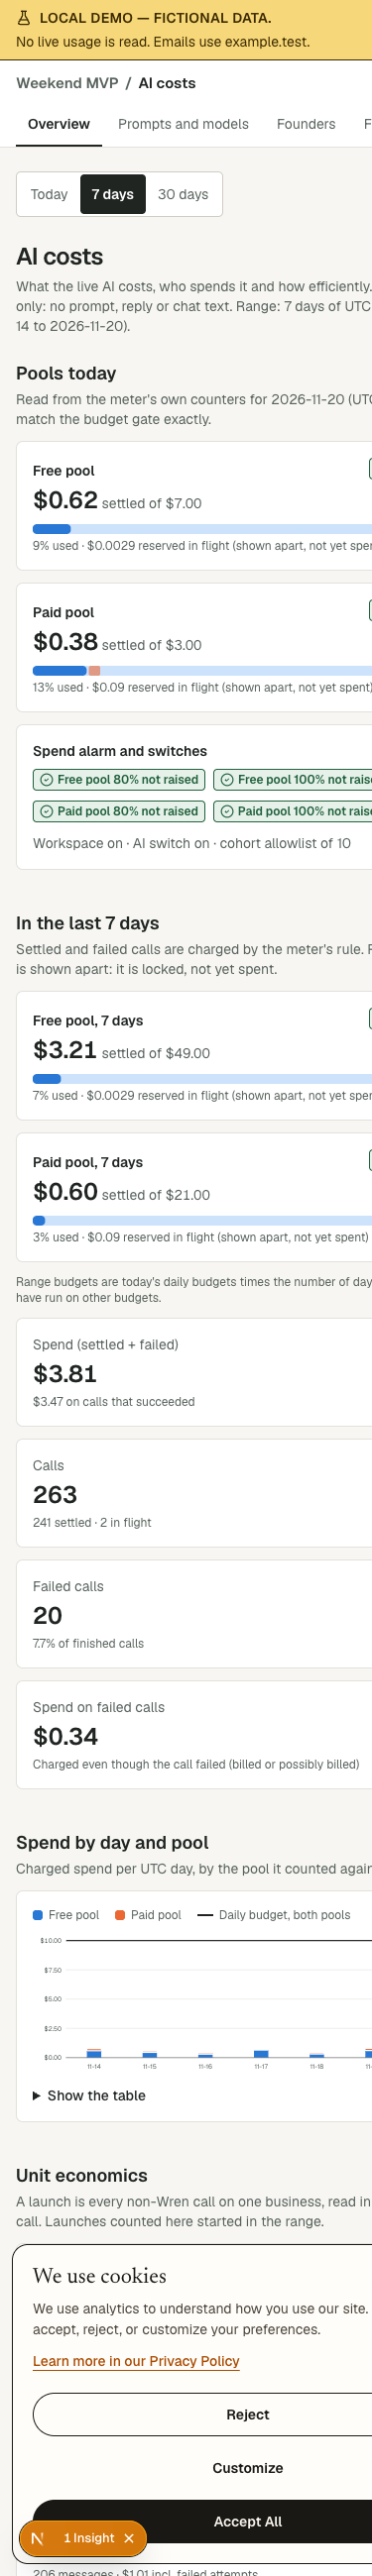 LOCAL DEMO — FICTIONAL DATA.
No live usage is read. Emails use example.test.
Weekend MVP / AI costs
Overview Prompts and models Founders F
Today 7 days 30 days
AI costs
What the live AI costs, who spends it and how efficiently.
only: no prompt, reply or chat text. Range: 7 days of UTC
14 to 2026-11-20).
Pools today
Read from the meter's own counters for 2026-11-20 (UTC
match the budget gate exactly.
Free pool
$0.62 settled of $7.00
9% used · $0.0029 reserved in flight (shown apart, not yet spen
Paid pool
$0.38 settled of $3.00
13% used · $0.09 reserved in flight (shown apart, not yet spent)
Spend alarm and switches
Free pool 80% not raised Free pool 100% not raise
Paid pool 80% not raised Paid pool 100% not raise
Workspace on · AI switch on · cohort allowlist of 10
In the last 7 days
Settled and failed calls are charged by the meter's rule. R
is shown apart: it is locked, not yet spent.
Free pool, 7 days
$3.21 settled of $49.00
7% used · $0.0029 reserved in flight (shown apart, not yet spen
Paid pool, 7 days
$0.60 settled of $21.00
3% used · $0.09 reserved in flight (shown apart, not yet spent)
Range budgets are today's daily budgets times the number of day
have run on other budgets.
Spend (settled + failed)
$3.81
$3.47 on calls that succeeded
Calls
263
241 settled · 2 in flight
Failed calls
20
7.7% of finished calls
Spend on failed calls
$0.34
Charged even though the call failed (billed or possibly billed)
Spend by day and pool
Charged spend per UTC day, by the pool it counted again
Free pool Paid pool Daily budget, both pools
$10.00
$7.50
$5.00
$2.50
$0.00
11-14 11-15 11-16 11-17 11-18 11-
Show the table
Unit economics
A launch is every non-Wren call on one business, read in
call. Launches counted here started in the range.
We use cookies
We use analytics to understand how you use our site.
accept, reject, or customize your preferences.
Learn more in our Privacy Policy
Reject
Customize
Accept All
N 1 Insight
206 messages · $1.01 incl. failed attempts